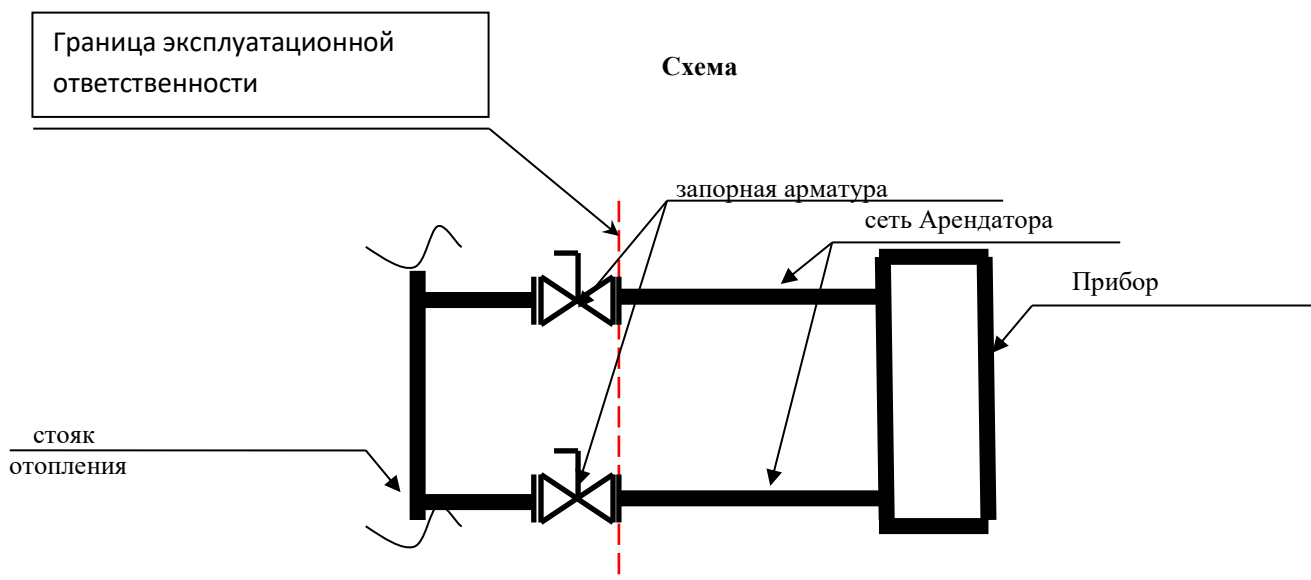 Граница эксплуатационной
ответственности
Схема
запорная арматура
сеть Арендатора
Прибор
стояк
отопления